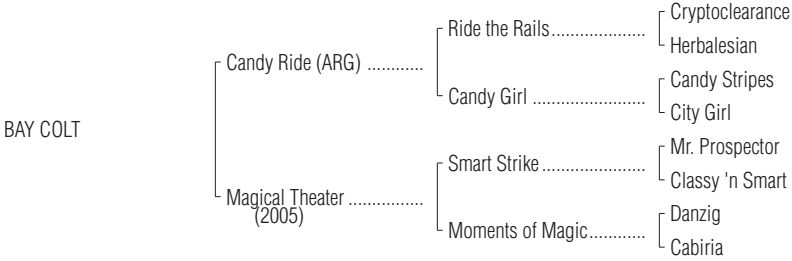 Cryptoclearance
Ride the Rails.....................
Herbalesian
Candy Ride (ARG) ............
Candy Stripes
Candy Girl .........................
City Girl
BAY COLT
Mr. Prospector
Smart Strike.......................
Classy 'n Smart
Magical Theater ................
(2005)
Danzig
Moments of Magic............
Cabiria